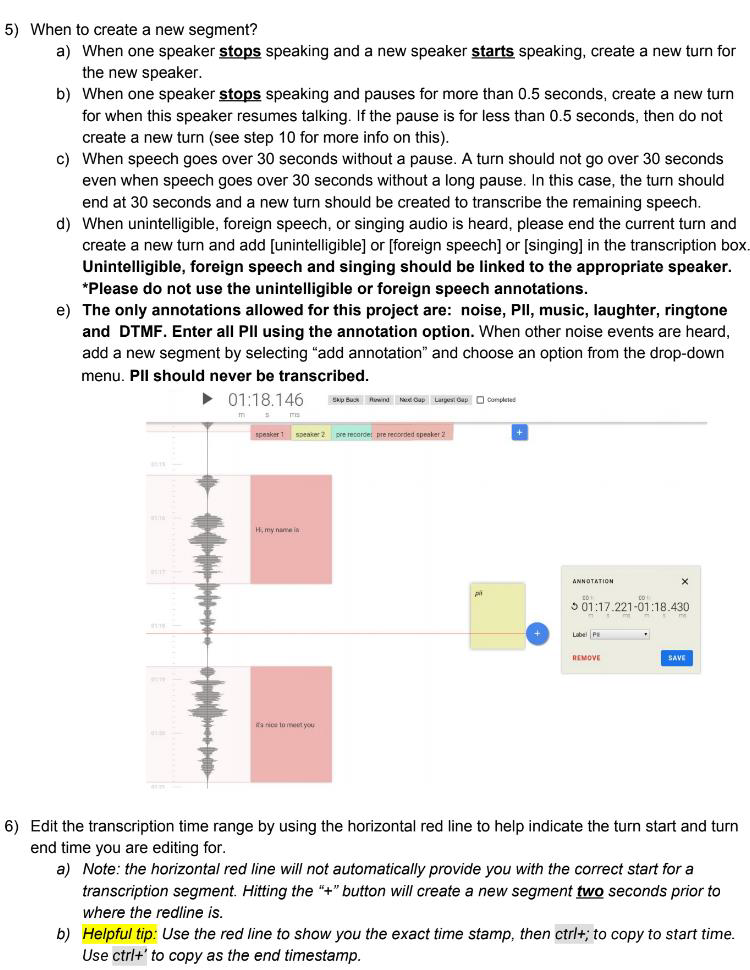 5) When to create a new segment?
a) When one speaker stops speaking and a new speaker starts speaking, create a new turn for
the new speaker.
b) When one speaker stops speaking and pauses for more than 0.5 seconds, create a new turn
for when this speaker resumes talking. If the pause is for less than 0.5 seconds, then do not
create a new turn (see step 10 for more info on this).
c) When speech goes over 30 seconds without a pause. A turn should not go over 30 seconds
even when speech goes over 30 seconds without a long pause. In this case, the turn should
end at 30 seconds and a new turn should be created to transcribe the remaining speech.
d) When unintelligible, foreign speech, or singing audio is heard, please end the current turn and
create a new turn and add [unintelligible] or [foreign speech] or [singing] in the transcription box.
Unintelligible, foreign speech and singing should be linked to the appropriate speaker.
*Please do not use the unintelligible or foreign speech annotations.
e) The only annotations allowed for this project are:  noise, PII, music, laughter, ringtone
and  DTMF. Enter all PII using the annotation option. When other noise events are heard,
add a new segment by selecting “add annotation” and choose an option from the drop-down
menu. PII should never be transcribed.
01:18.146 Skip Back Rewind Next Gap Largest Gap Completed
m s ms
speaker 1 speaker 2 pre recorde pre recorded speaker 2 +
01:15
01:16
Hi, my name is
01:17
ANNOTATION X
pii
01:17.221-01:18.430
m s ms m s ms
01:18
+
Label PII
REMOVE SAVE
01:19
it's nice to meet you
01:20
01:21
6) Edit the transcription time range by using the horizontal red line to help indicate the turn start and turn
end time you are editing for.
a) Note: the horizontal red line will not automatically provide you with the correct start for a
transcription segment. Hitting the “+” button will create a new segment two seconds prior to
where the redline is.
b) Helpful tip: Use the red line to show you the exact time stamp, then ctrl+; to copy to start time.
Use ctrl+’ to copy as the end timestamp.